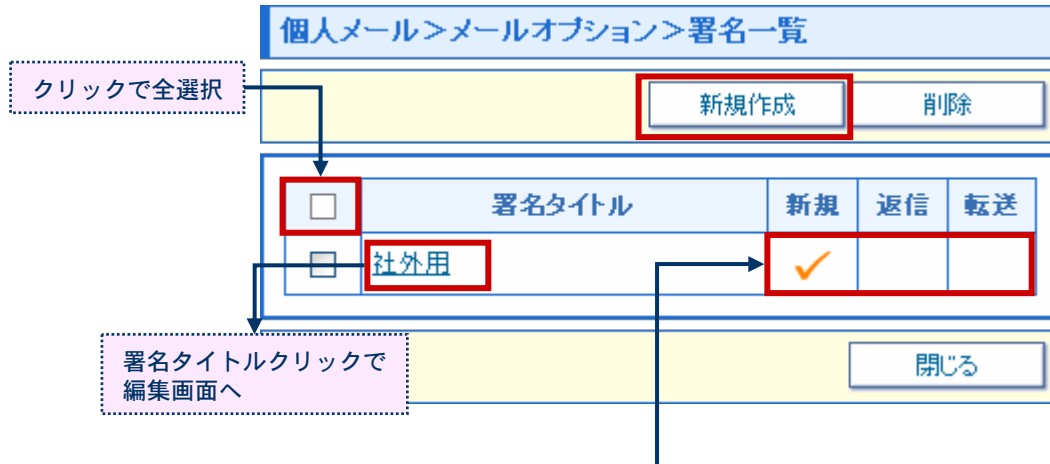 個人メール>メールオプション>署名一覧
クリックで全選択
新規作成
削除
署名タイトル
新規
返信
転送
社外用
署名タイトルクリックで
編集画面へ
閉じる